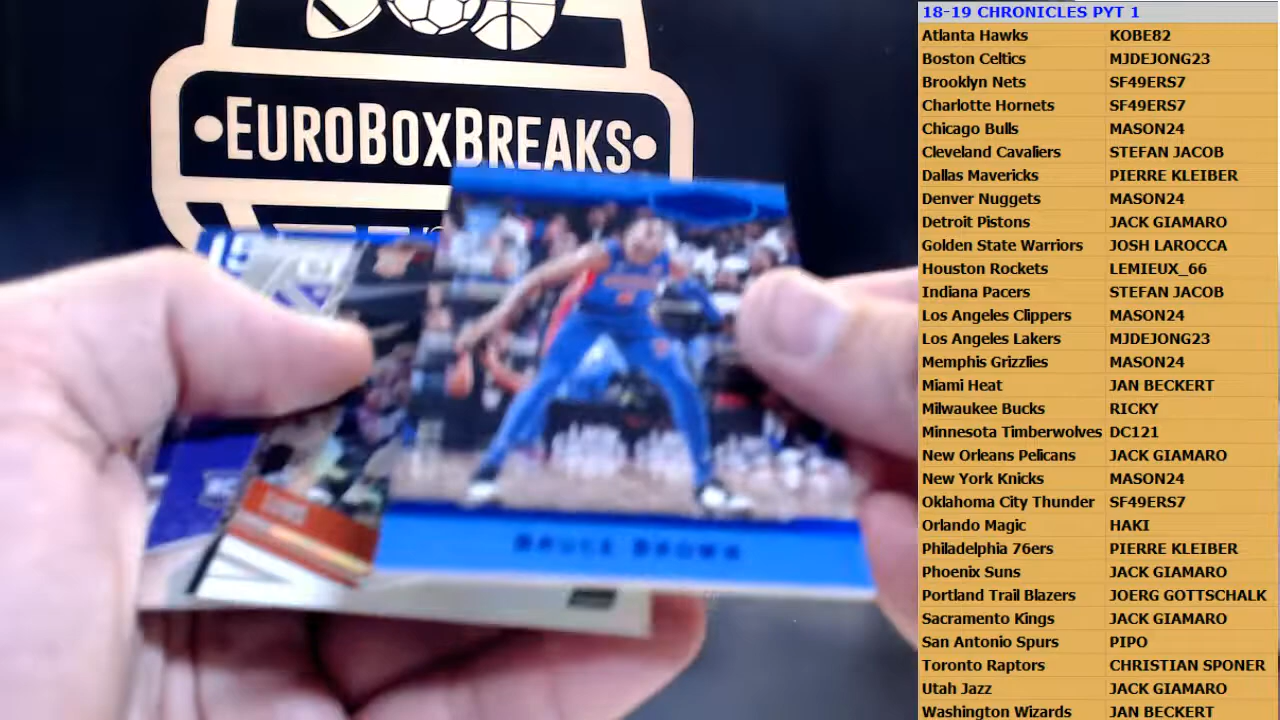 EUROBOXBREAKS
BRUCE BROWN
18-19 CHRONICLES PYT 1
Atlanta Hawks KOBE82
Boston Celtics MJDEJONG23
Brooklyn Nets SF49ERS7
Charlotte Hornets SF49ERS7
Chicago Bulls MASON24
Cleveland Cavaliers STEFAN JACOB
Dallas Mavericks PIERRE KLEIBER
Denver Nuggets MASON24
Detroit Pistons JACK GIAMARO
Golden State Warriors JOSH LAROCCA
Houston Rockets LEMIEUX_66
Indiana Pacers STEFAN JACOB
Los Angeles Clippers MASON24
Los Angeles Lakers MJDEJONG23
Memphis Grizzlies MASON24
Miami Heat JAN BECKERT
Milwaukee Bucks RICKY
Minnesota Timberwolves DC121
New Orleans Pelicans JACK GIAMARO
New York Knicks MASON24
Oklahoma City Thunder SF49ERS7
Orlando Magic HAKI
Philadelphia 76ers PIERRE KLEIBER
Phoenix Suns JACK GIAMARO
Portland Trail Blazers JOERG GOTTSCHALK
Sacramento Kings JACK GIAMARO
San Antonio Spurs PIPO
Toronto Raptors CHRISTIAN SPONER
Utah Jazz JACK GIAMARO
Washington Wizards JAN BECKERT